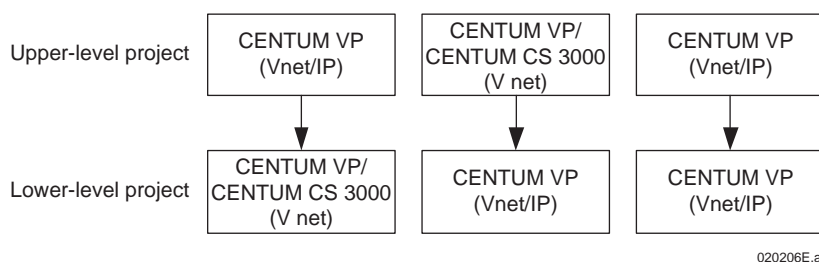 Upper-level project
CENTUM VP
(Vnet/IP)
CENTUM VP/
CENTUM CS 3000
(V net)
CENTUM VP
(Vnet/IP)
Lower-level project
CENTUM VP/
CENTUM CS 3000
(V net)
CENTUM VP
(Vnet/IP)
CENTUM VP
(Vnet/IP)
020206E.a